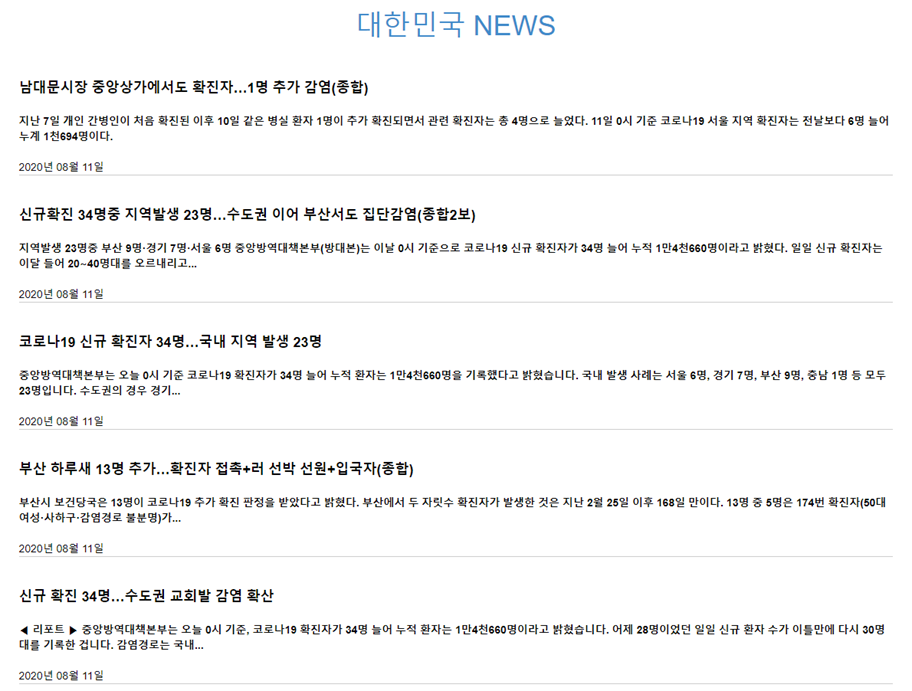 대한민국 NEWS
남대문시장 중앙상가에서도 확진자...1명 추가 감염(종합)
지난 7일 개인 간병인이 처음 확진된 이후 10일 같은 병실 환자 1명이 추가 확진되면서 관련 확진자는 총 4명으로 늘었다. 11일 0시 기준 코로나19 서울 지역 확진자는 전날보다 6명 늘어
누계 1천694명이다.
2020년 08월 11일
신규확진 34명중 지역발생 23명...수도권 이어 부산서도 집단감염(종합2보)
지역발생 23명중 부산 9명·경기 7명·서울 6명 중앙방역대책본부(방대본)는 이날 0시 기준으로 코로나19 신규 확진자가 34명 늘어 누적 1만4천660명이라고 밝혔다. 일일 신규 확진자는
이달 들어 20~40명대를 오르내리고...
2020년 08월 11일
코로나19 신규 확진자 34명...국내 지역 발생 23명
중앙방역대책본부는 오늘 0시 기준 코로나19 확진자가 34명 늘어 누적 환자는 1만4천660명을 기록했다고 밝혔습니다. 국내 발생 사례는 서울 6명, 경기 7명, 부산 9명, 충남 1명 등 모두
23명입니다. 수도권의 경우 경기...
2020년 08월 11일
부산 하루새 13명 추가...확진자 접촉+러 선박 선원+입국자(종합)
부산시 보건당국은 13명이 코로나19 추가 확진 판정을 받았다고 밝혔다. 부산에서 두 자릿수 확진자가 발생한 것은 지난 2월 25일 이후 168일 만이다. 13명 중 5명은 174번 확진자(50대
여성·사하구·감염경로 불분명)가...
2020년 08월 11일
신규 확진 34명...수도권 교회발 감염 확산
◀ 리포트 ▶ 중앙방역대책본부는 오늘 0시 기준, 코로나19 확진자가 34명 늘어 누적 환자는 1만4천660명이라고 밝혔습니다. 어제 28명이었던 일일 신규 환자 수가 이틀만에 다시 30명
대를 기록한 겁니다. 감염경로는 국내...
2020년 08월 11일